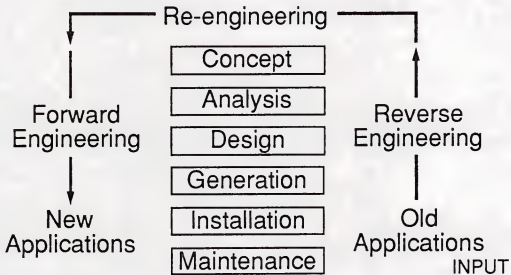 Re-engineering
Concept
Analysis
Design
Generation
Installation
Maintenance
Forward
Engineering
New
Applications
Reverse
Engineering
Old
Applications
INPUT